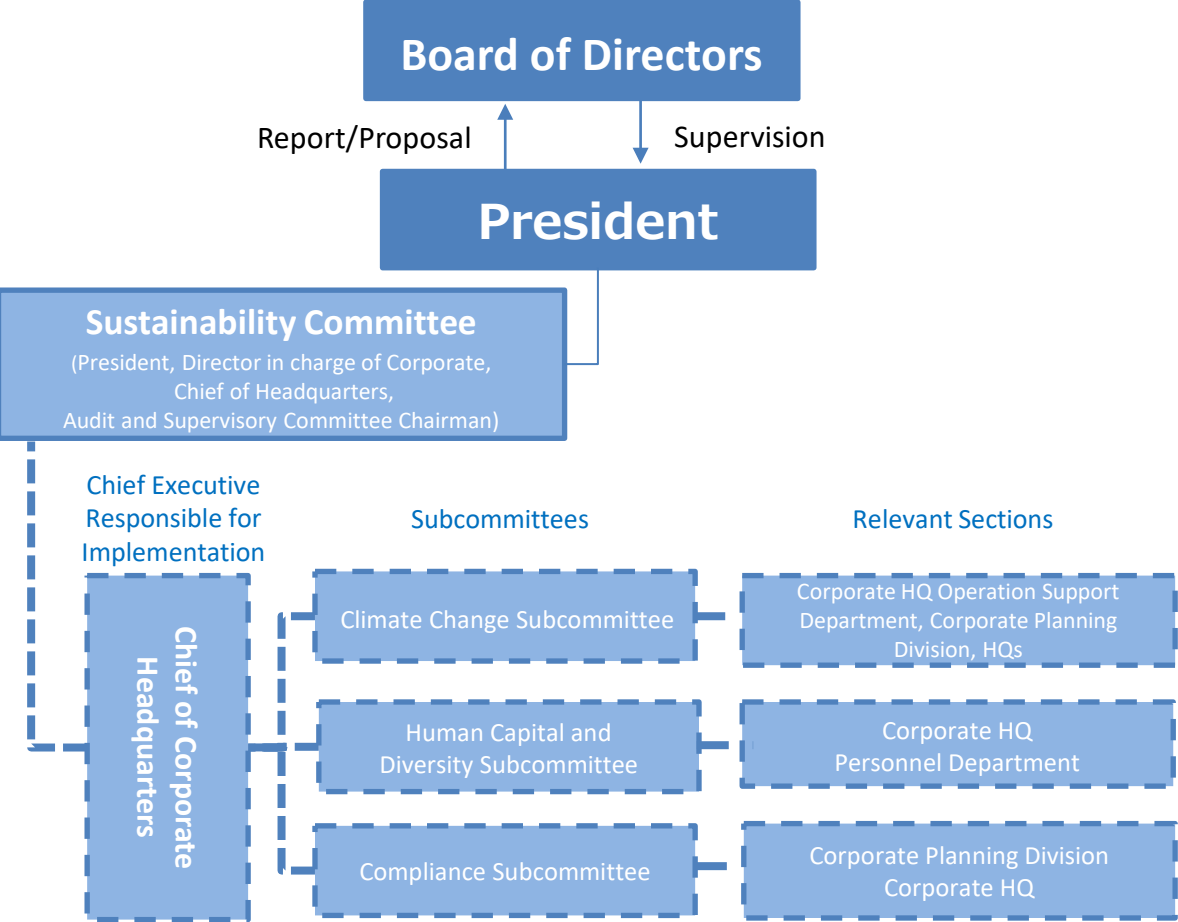 Board of Directors
Report/Proposal
Supervision
President
Sustainability Committee
(President, Director in charge of Corporate,
Chief of Headquarters,
Audit and Supervisory Committee Chairman)
Chief Executive
Responsible for
Implementation
Subcommittees
Relevant Sections
Chief of Corporate
Headquarters
Climate Change Subcommittee
Corporate HQ Operation Support
Department, Corporate Planning
Division, HQs
Human Capital and
Diversity Subcommittee
Corporate HQ
Personnel Department
Compliance Subcommittee
Corporate Planning Division
Corporate HQ